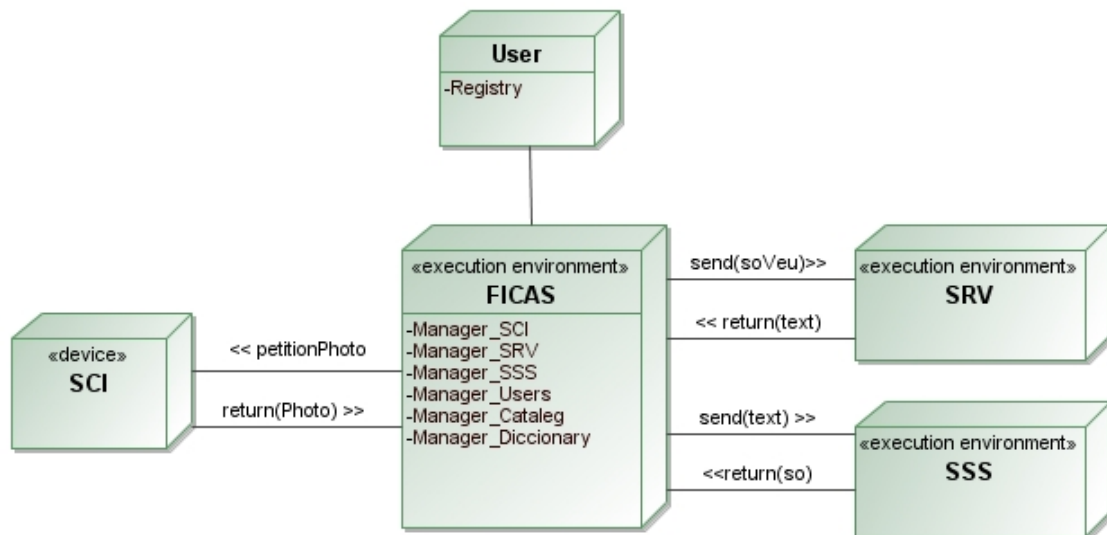 User
-Registry
«execution environment»
FICAS
-Manager_SCI
-Manager_SRV
-Manager_SSS
-Manager_Users
-Manager_Cataleg
-Manager_Diccionary
«device»
SCI
<< petitionPhoto
return(Photo) >>
send(soVeu)>>
<< return(text)
«execution environment»
SRV
send(text) >>
<<return(so)
«execution environment»
SSS